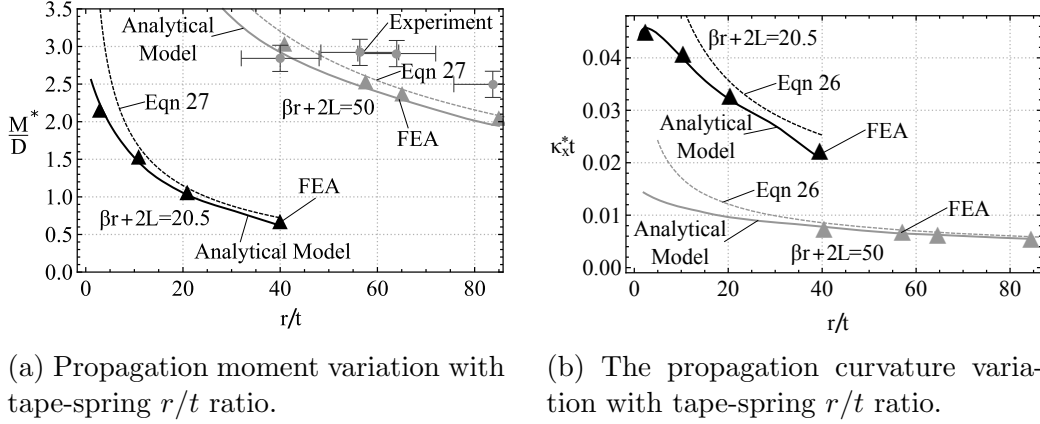 3.5
3.0
2.5
2.0
1.5
1.0
0.5
0.0
M*
D
0
20
40
60
80
r/t
Analytical
Model
Experiment
Eqn 27
Eqn 27
βr+2L=50
FEA
FEA
βr+2L=20.5
Analytical Model
0.04
0.03
0.02
0.01
0.00
κ*ₓt
0
20
40
60
80
r/t
βr+2L=20.5
Eqn 26
Analytical
Model
FEA
Eqn 26
FEA
Analytical
Model
βr+2L=50
(a) Propagation moment variation with
tape-spring r/t ratio.
(b) The propagation curvature varia-
tion with tape-spring r/t ratio.